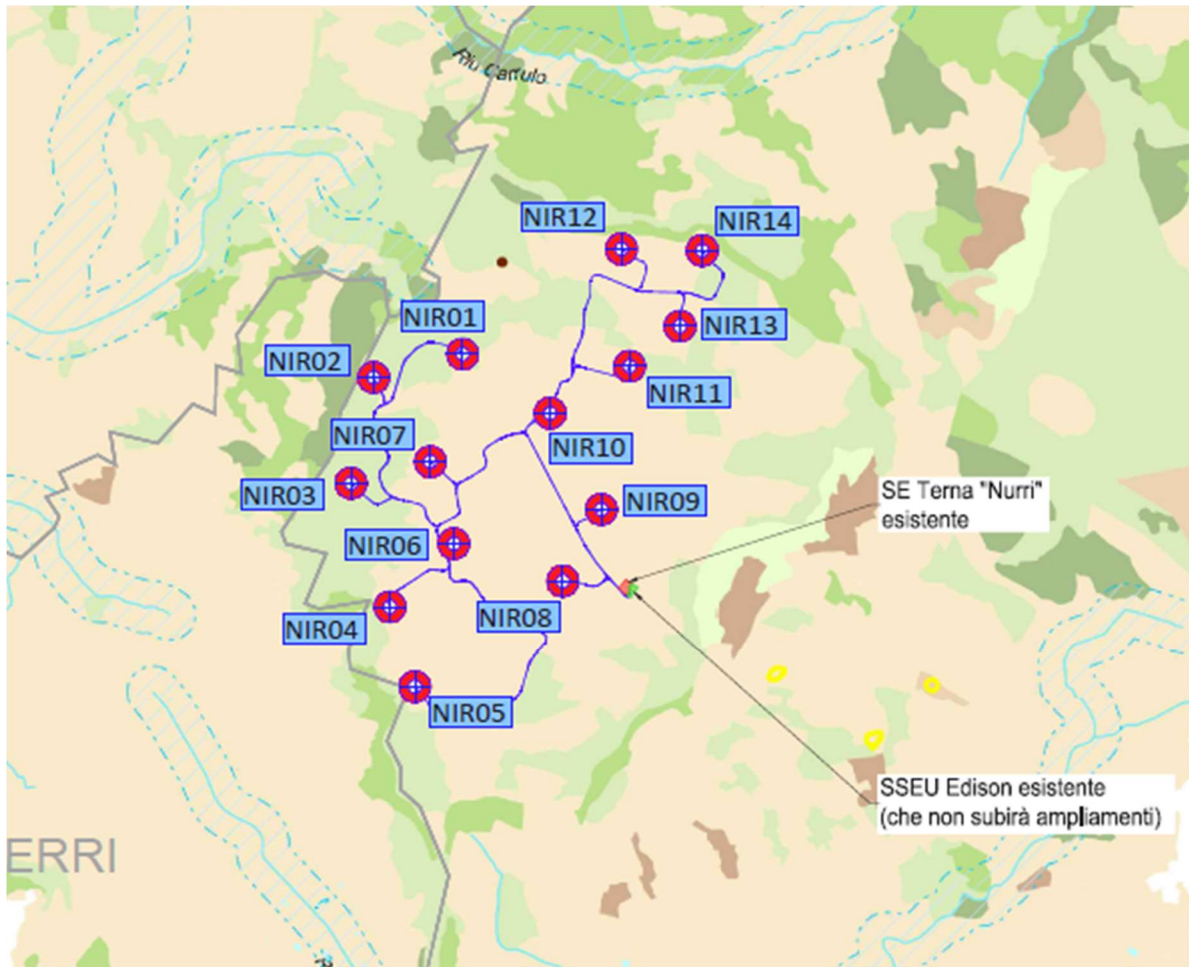 Riu Cariulo
NIR12
NIR14
NIR01
NIR13
NIR02
NIR11
NIR07
NIR10
NIR03
SE Terna "Nurri"
esistente
NIR09
NIR06
NIR08
NIR04
NIR05
SSEU Edison esistente
(che non subirà ampliamenti)
ERRI